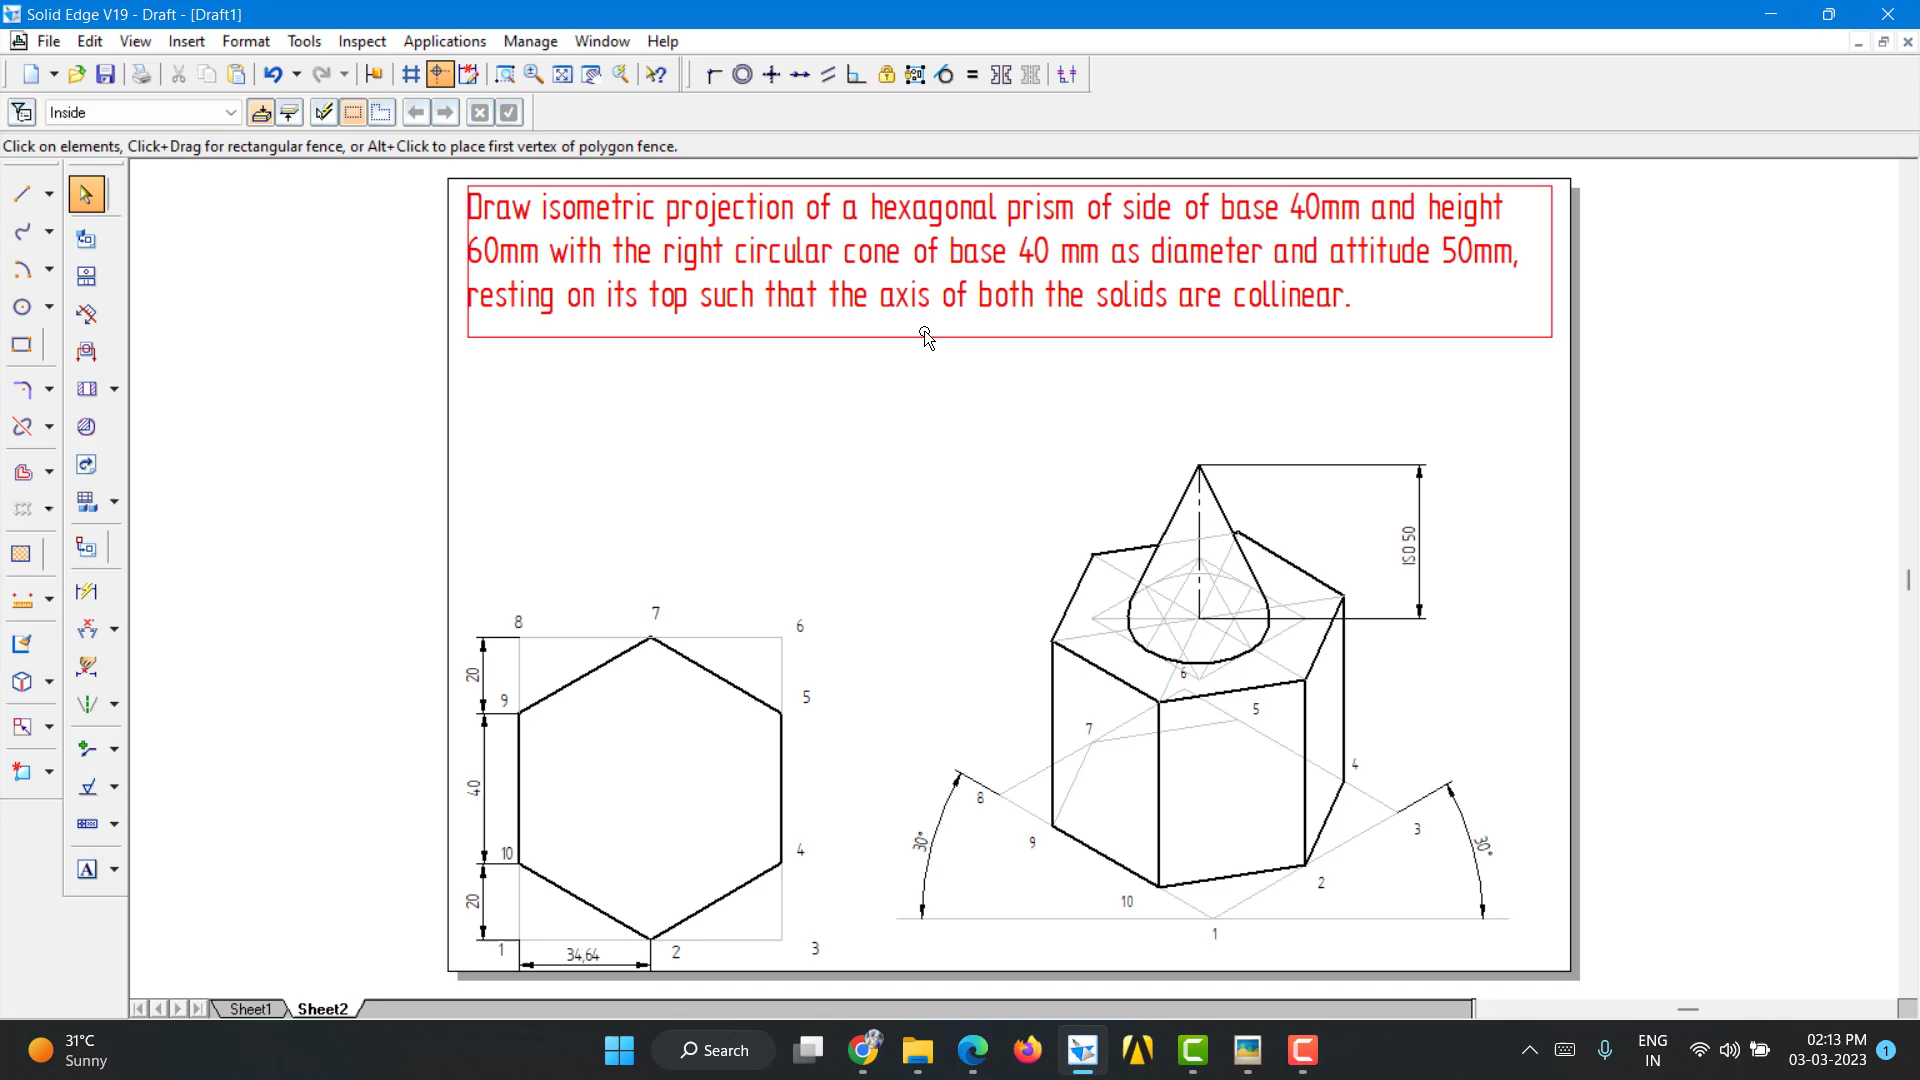 Solid Edge V19 - Draft - [Draft1]
File Edit View Insert Format Tools Inspect Applications Manage Window Help
Inside
Click on elements, Click+Drag for rectangular fence, or Alt+Click to place first vertex of polygon fence.
Draw isometric projection of a hexagonal prism of side of base 40mm and height
60mm with the right circular cone of base 40 mm as diameter and attitude 50mm,
resting on its top such that the axis of both the solids are collinear.
ISO 50
8
7
6
20
9
5
40
10
4
20
1
34,64
2
3
6
5
7
4
8
3
9
30°
30°
2
10
1
A
Sheet1 Sheet2
31°C
Sunny
Search
ENG
IN
02:13 PM
03-03-2023
1